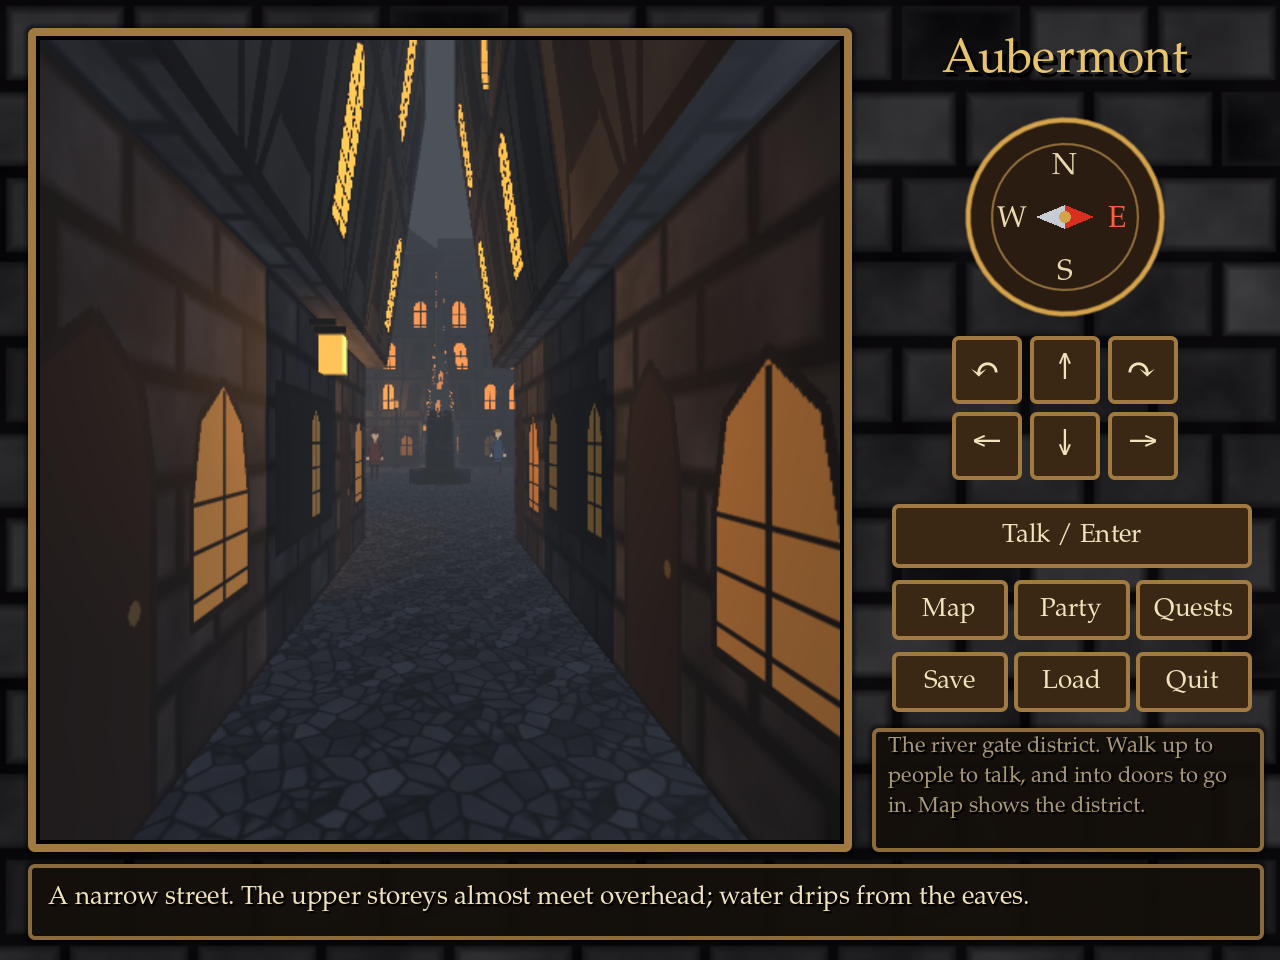 Aubermont
N
W E
S
↶ ↑ ↷
← ↓ →
Talk / Enter
Map Party Quests
Save Load Quit
The river gate district. Walk up to
people to talk, and into doors to go
in. Map shows the district.
A narrow street. The upper storeys almost meet overhead; water drips from the eaves.